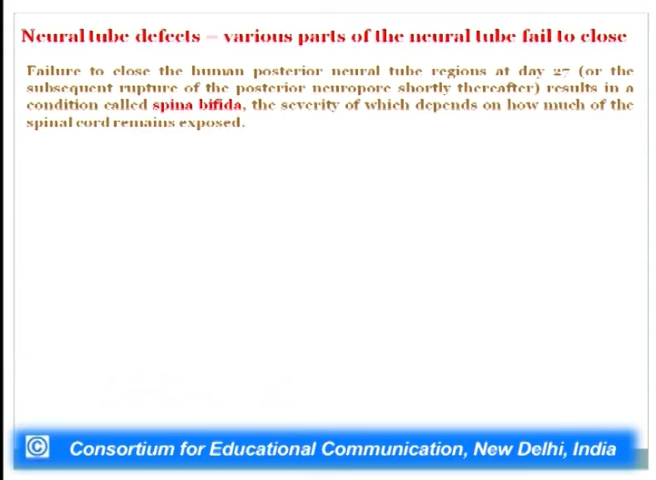 Neural tube defects – various parts of the neural tube fail to close
Failure to close the human posterior neural tube regions at day 27 (or the
subsequent rupture of the posterior neuropore shortly thereafter) results in a
condition called spina bifida, the severity of which depends on how much of the
spinal cord remains exposed.
© Consortium for Educational Communication, New Delhi, India